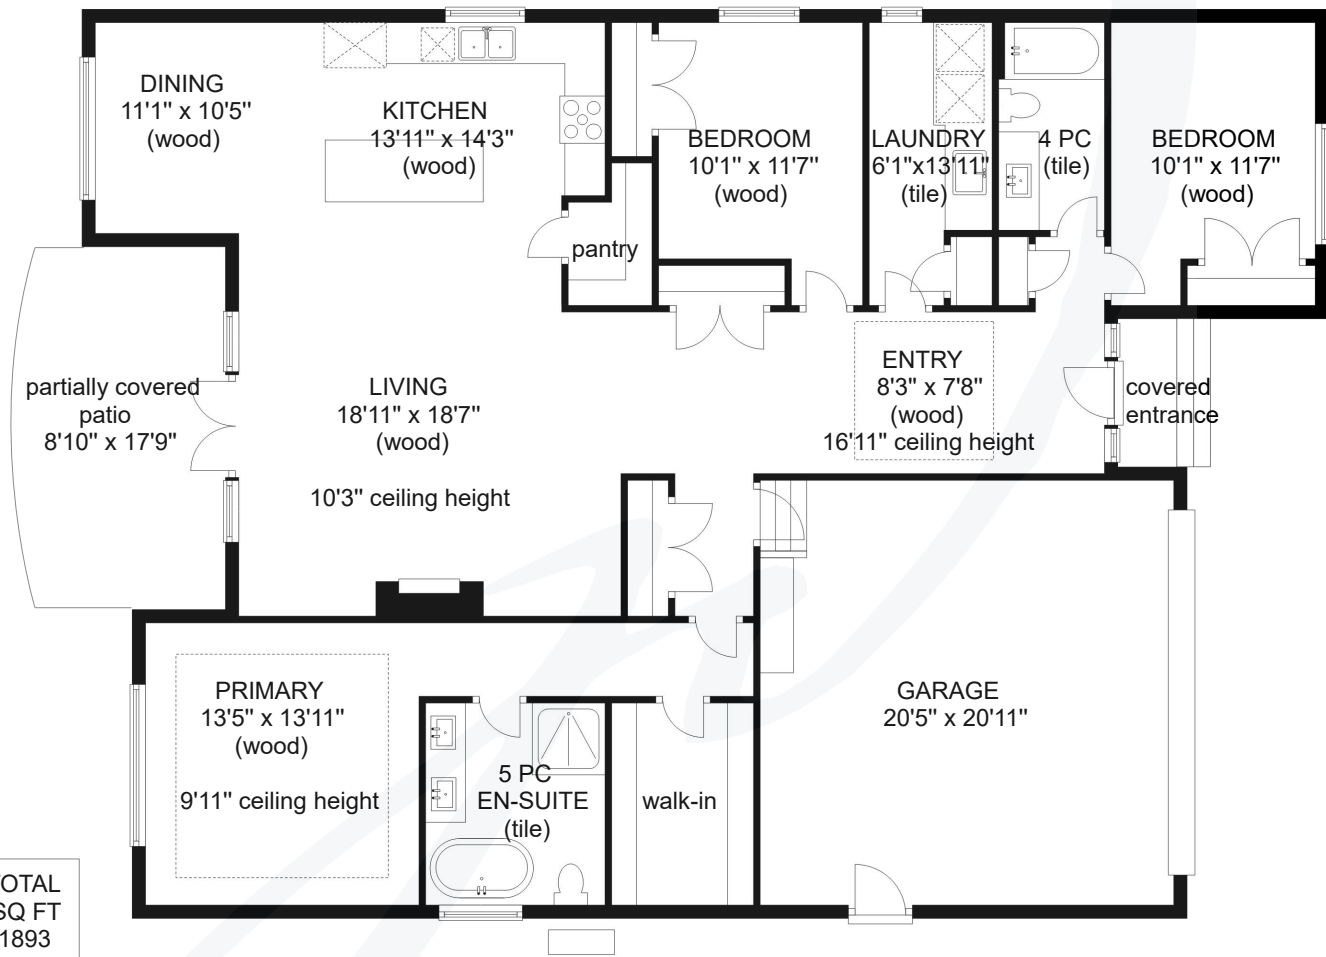 DINING
11'1" x 10'5"
(wood)
KITCHEN
13'11" x 14'3"
(wood)
BEDROOM
10'1" x 11'7"
(wood)
LAUNDRY
6'1"x13'11"
(tile)
4 PC
(tile)
BEDROOM
10'1" x 11'7"
(wood)
pantry
partially covered
patio
8'10" x 17'9"
LIVING
18'11" x 18'7"
(wood)
10'3" ceiling height
ENTRY
8'3" x 7'8"
(wood)
16'11" ceiling height
covered
entrance
PRIMARY
13'5" x 13'11"
(wood)
9'11" ceiling height
5 PC
EN-SUITE
(tile)
walk-in
GARAGE
20'5" x 20'11"
TOTAL
SQ FT
1893